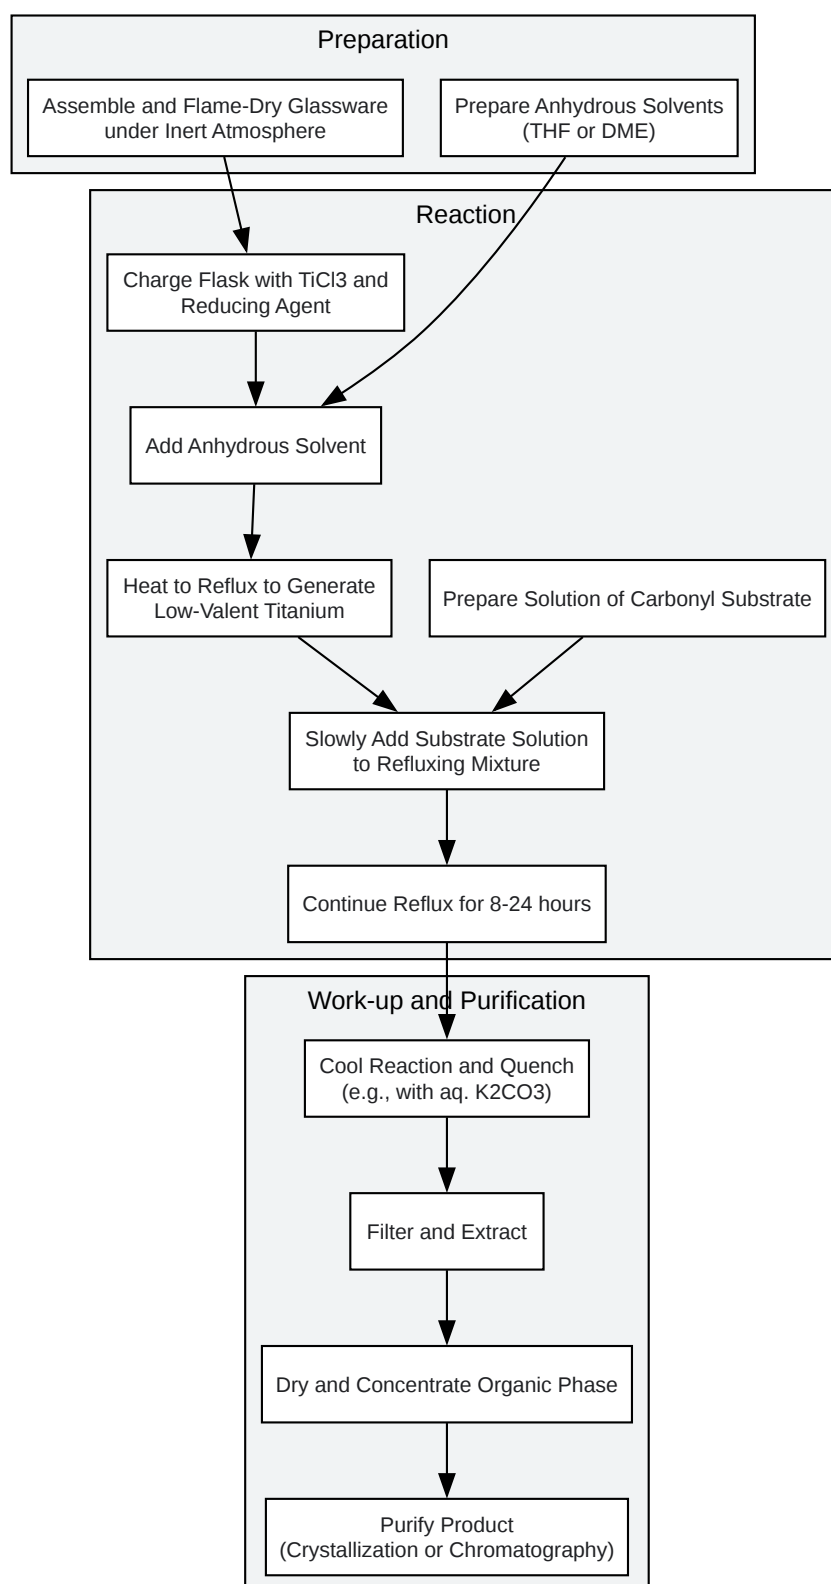 Preparation
Assemble and Flame-Dry Glassware
under Inert Atmosphere
Prepare Anhydrous Solvents
(THF or DME)
Reaction
Charge Flask with TiCl3 and
Reducing Agent
Add Anhydrous Solvent
Heat to Reflux to Generate
Low-Valent Titanium
Prepare Solution of Carbonyl Substrate
Slowly Add Substrate Solution
to Refluxing Mixture
Continue Reflux for 8-24 hours
Work-up and Purification
Cool Reaction and Quench
(e.g., with aq. K2CO3)
Filter and Extract
Dry and Concentrate Organic Phase
Purify Product
(Crystallization or Chromatography)